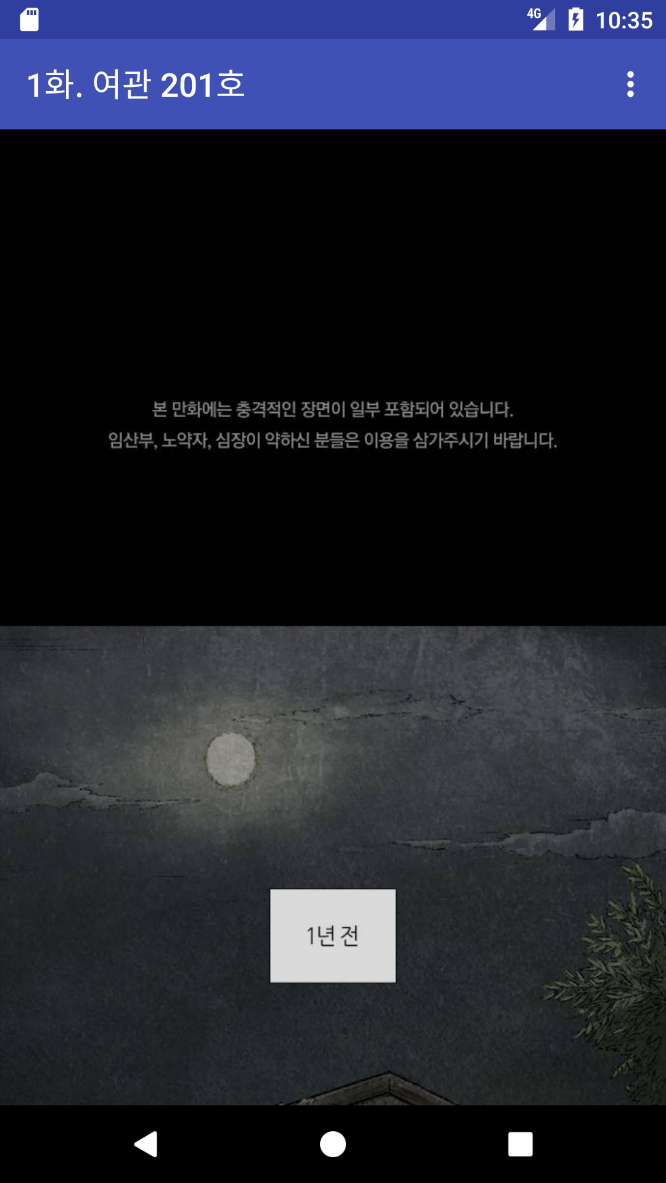 4G 10:35
1화. 여관 201호
본 만화에는 충격적인 장면이 일부 포함되어 있습니다.
임산부, 노약자, 심장이 약하신 분들은 이용을 삼가주시기 바랍니다.
1년 전